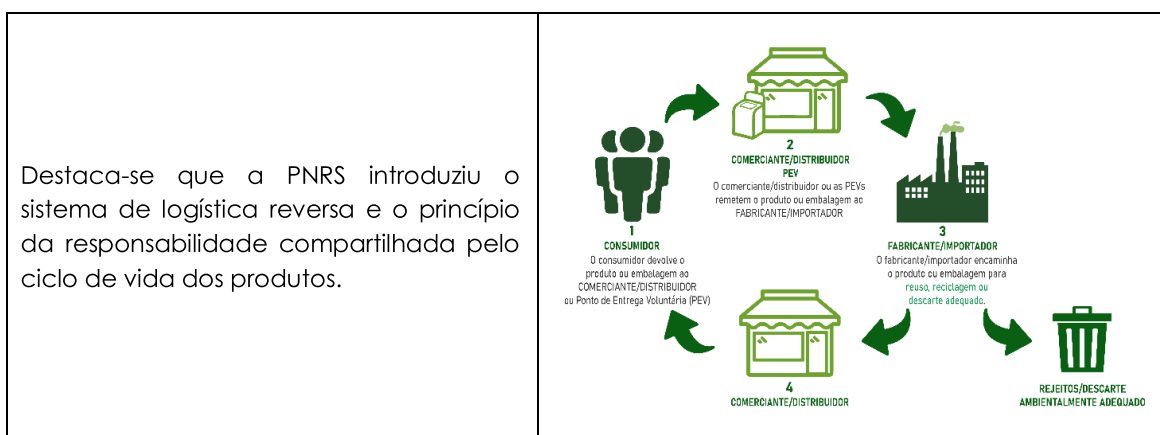 Destaca-se que a PNRS introduziu o
sistema de logística reversa e o princípio
da responsabilidade compartilhada pelo
ciclo de vida dos produtos.
1
CONSUMIDOR
O consumidor devolve o
produto ou embalagem ao
COMERCIANTE/DISTRIBUIDOR
ou Ponto de Entrega Voluntária (PEV)
2
COMERCIANTE/DISTRIBUIDOR
PEV
O comerciante/distribuidor ou as PEVs
remetem o produto ou embalagem ao
FABRICANTE/IMPORTADOR
3
FABRICANTE/IMPORTADOR
O fabricante/importador encaminha
o produto ou embalagem para
reuso, reciclagem ou
descarte adequado.
4
COMERCIANTE/DISTRIBUIDOR
REJEITOS/DESCARTE
AMBIENTALMENTE ADEQUADO